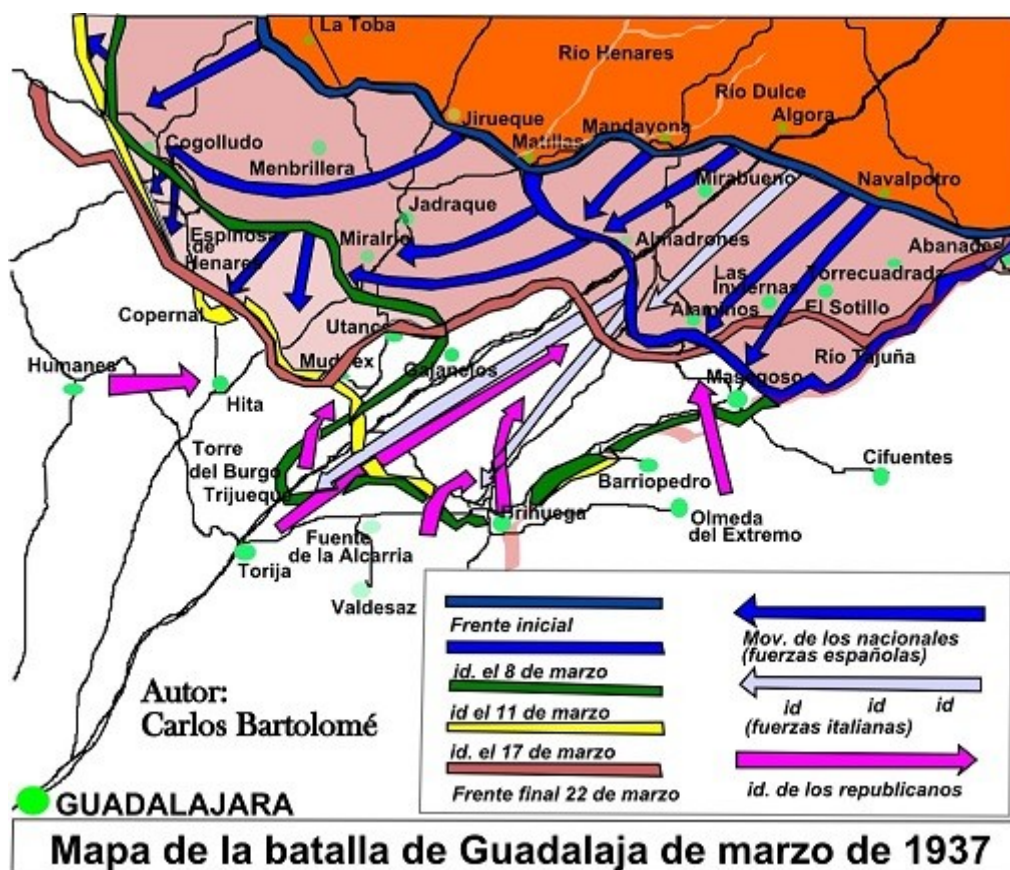 La Toba
Río Henares
Río Dulce
Algora
Jirueque
Mandayona
Matillas
Cogolludo
Menbrillera
Mirabueno
Navalpotro
Jadraque
Espinosa
de
Henares
Miralrio
Almadrones
Abanades
Las
Inviernas
Torrecuadrada
Copernal
Alaminos
El Sotillo
Utance
Río Tajuña
Humanes
Gajanejos
Masegoso
Hita
Torre
del Burgo
Trijueque
Cifuentes
Barriopedro
Brihuega
Olmeda
del Extremo
Fuente
de la Alcarria
Torija
Valdesaz
Frente inicial
id. el 8 de marzo
id el 11 de marzo
id. el 17 de marzo
Frente final 22 de marzo
Mov. de los nacionales
(fuerzas españolas)
id id id
(fuerzas italianas)
id. de los republicanos
Autor:
Carlos Bartolomé
GUADALAJARA
Mapa de la batalla de Guadalaja de marzo de 1937